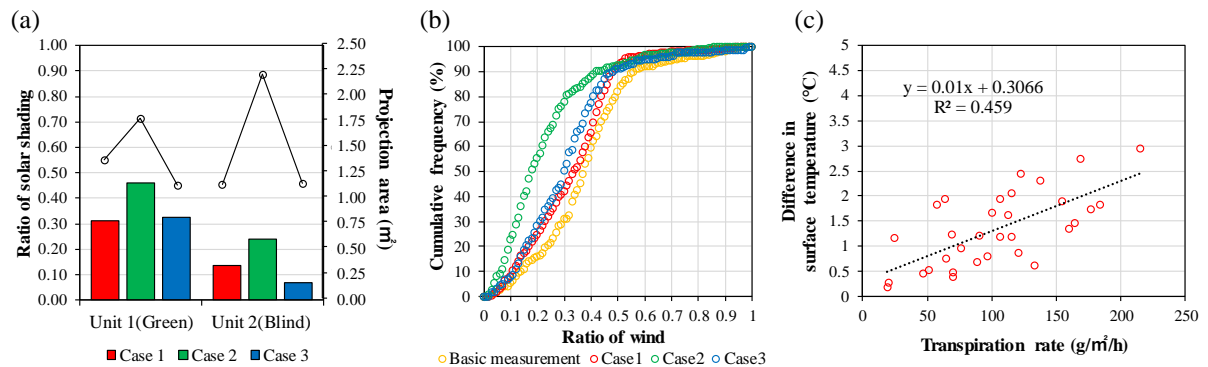 (a)
Ratio of solar shading
1.00
0.90
0.80
0.70
0.60
0.50
0.40
0.30
0.20
0.10
0.00
2.50
2.25
2.00
1.75
1.50
1.25
1.00
0.75
0.50
0.25
0.00
Projection area (㎡)
Unit 1(Green) Unit 2(Blind)
Case 1 Case 2 Case 3
(b)
Cumulative frequency (%)
100
90
80
70
60
50
40
30
20
10
0
0 0.1 0.2 0.3 0.4 0.5 0.6 0.7 0.8 0.9 1
Ratio of wind
Basic measurement Case1 Case2 Case3
(c)
Difference in
surface temperature (°C)
5
4.5
4
3.5
3
2.5
2
1.5
1
0.5
0
y = 0.01x + 0.3066
R² = 0.459
0 50 100 150 200 250
Transpiration rate (g/㎡/h)